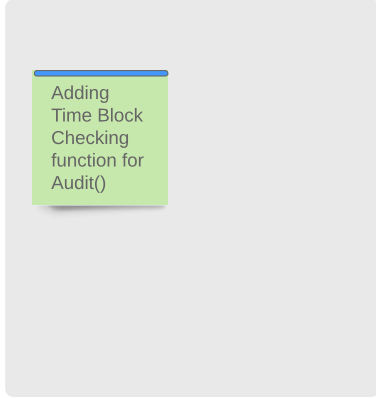 Adding
Time Block
Checking
function for
Audit()